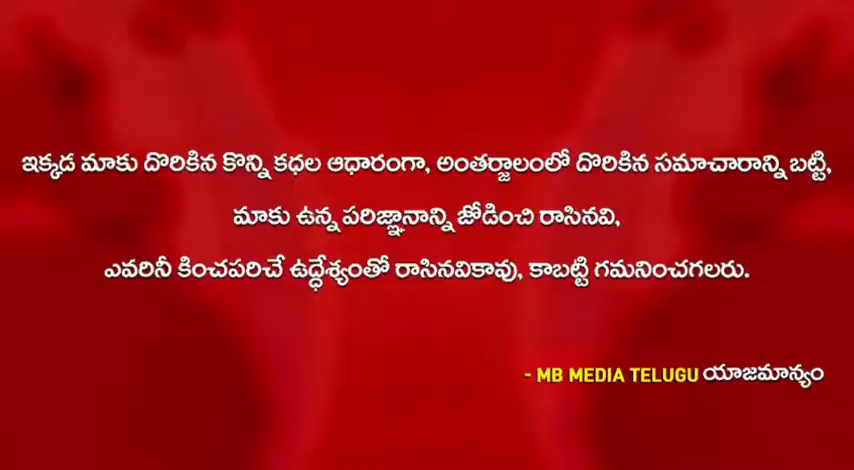 ఇక్కడ మాకు దొరికిన కొన్ని కధల ఆధారంగా, అంతర్జాలంలో దొరికిన సమాచారాన్ని బట్టి,
మాకు ఉన్న పరిజ్ఞానాన్ని జోడించి రాసినవి,
ఎవరినీ కించపరిచే ఉద్ధేశ్యంతో రాసినవికావు, కాబట్టి గమనించగలరు.
- MB MEDIA TELUGU యాజమాన్యం